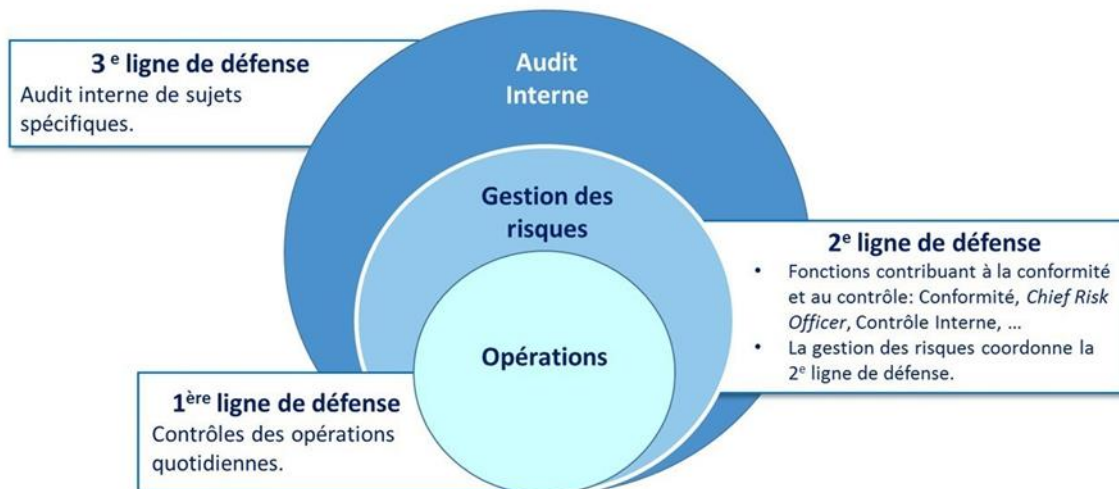 3 e ligne de défense
Audit interne de sujets
spécifiques.
Audit
Interne
Gestion des
risques
2e ligne de défense
• Fonctions contribuant à la conformité
et au contrôle: Conformité, Chief Risk
Officer, Contrôle Interne, ...
• La gestion des risques coordonne la
2e ligne de défense.
Opérations
1ère ligne de défense
Contrôles des opérations
quotidiennes.